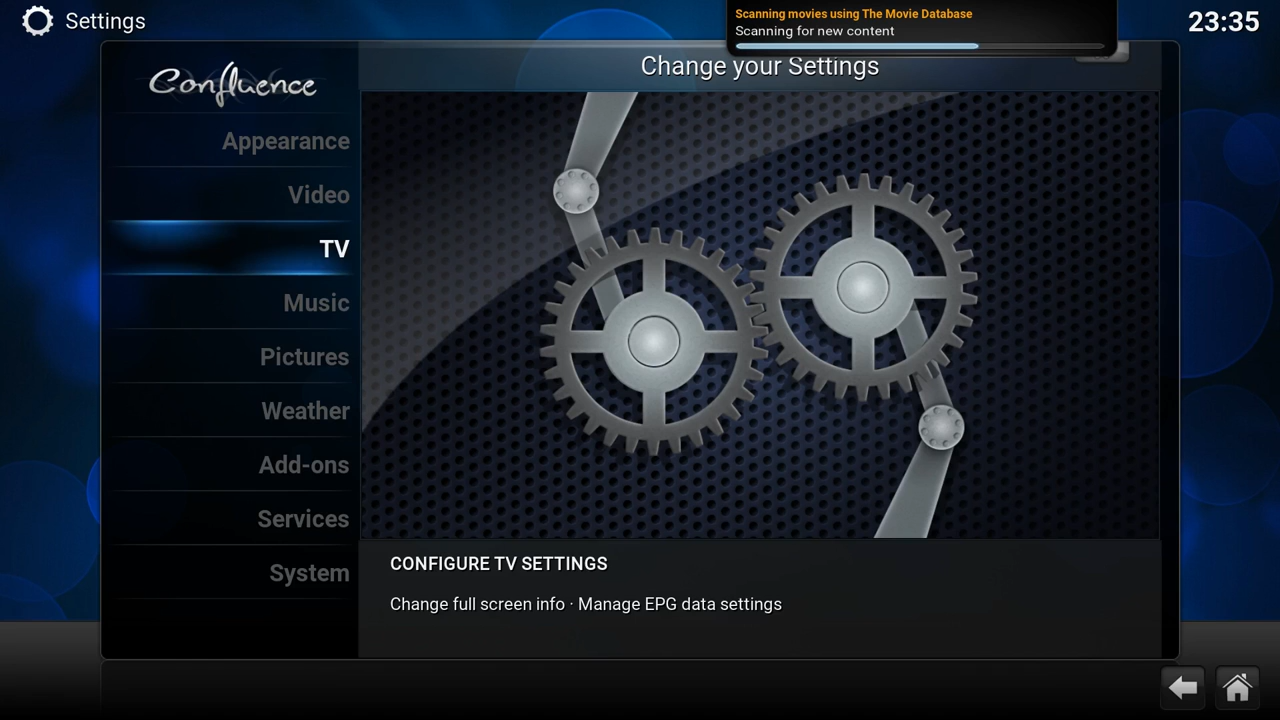 Settings
Scanning movies using The Movie Database
Scanning for new content
23:35
Confluence
Change your Settings
Appearance
Video
TV
Music
Pictures
Weather
Add-ons
Services
System
CONFIGURE TV SETTINGS
Change full screen info · Manage EPG data settings